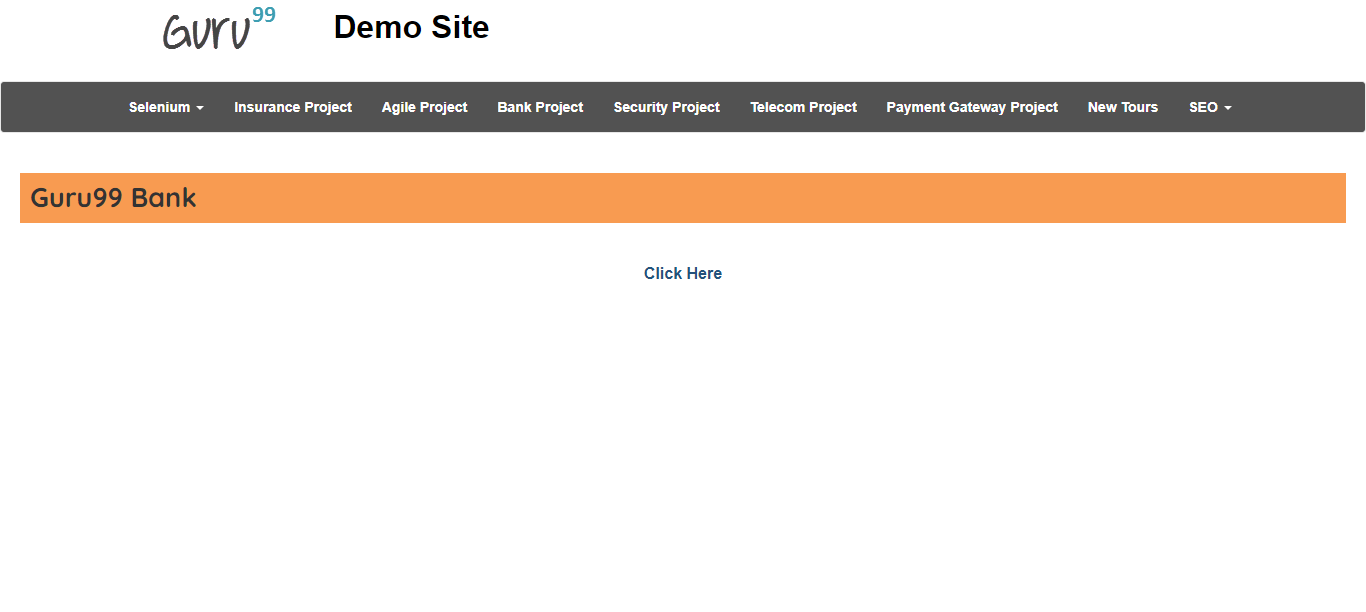 Guru99 Demo Site
Selenium Insurance Project Agile Project Bank Project Security Project Telecom Project Payment Gateway Project New Tours SEO
Guru99 Bank
Click Here